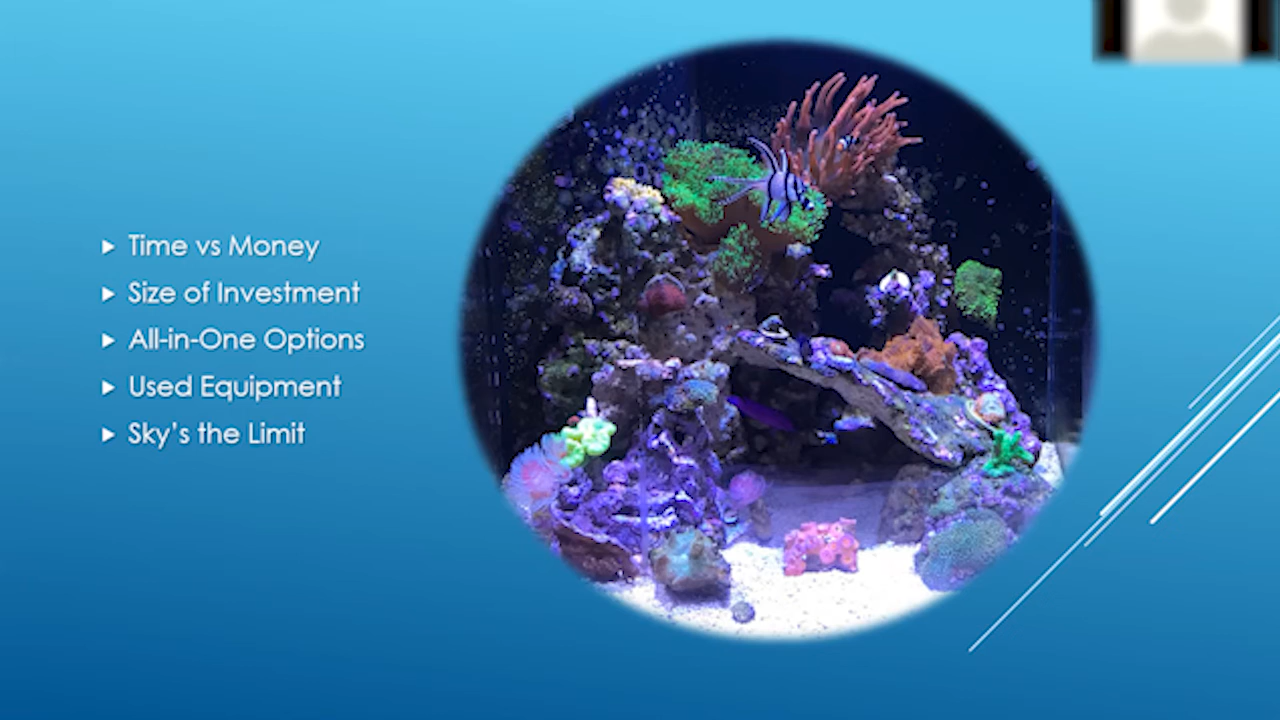 Time vs Money
Size of Investment
All-in-One Options
Used Equipment
Sky's the Limit